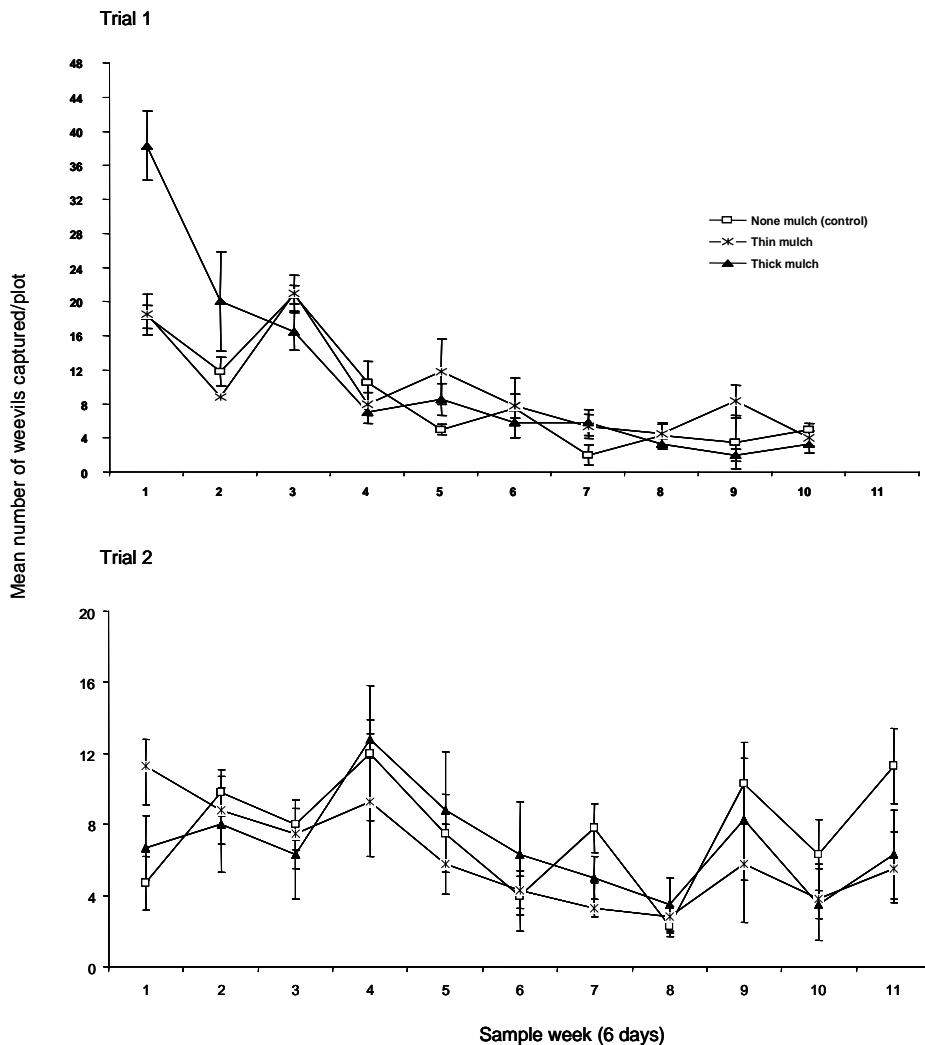 Trial 1
Mean number of weevils captured/plot
48
44
40
36
32
28
24
20
16
12
8
4
0
None mulch (control)
Thin mulch
Thick mulch
1 2 3 4 5 6 7 8 9 10 11
Trial 2
20
16
12
8
4
0
1 2 3 4 5 6 7 8 9 10 11
Sample week (6 days)